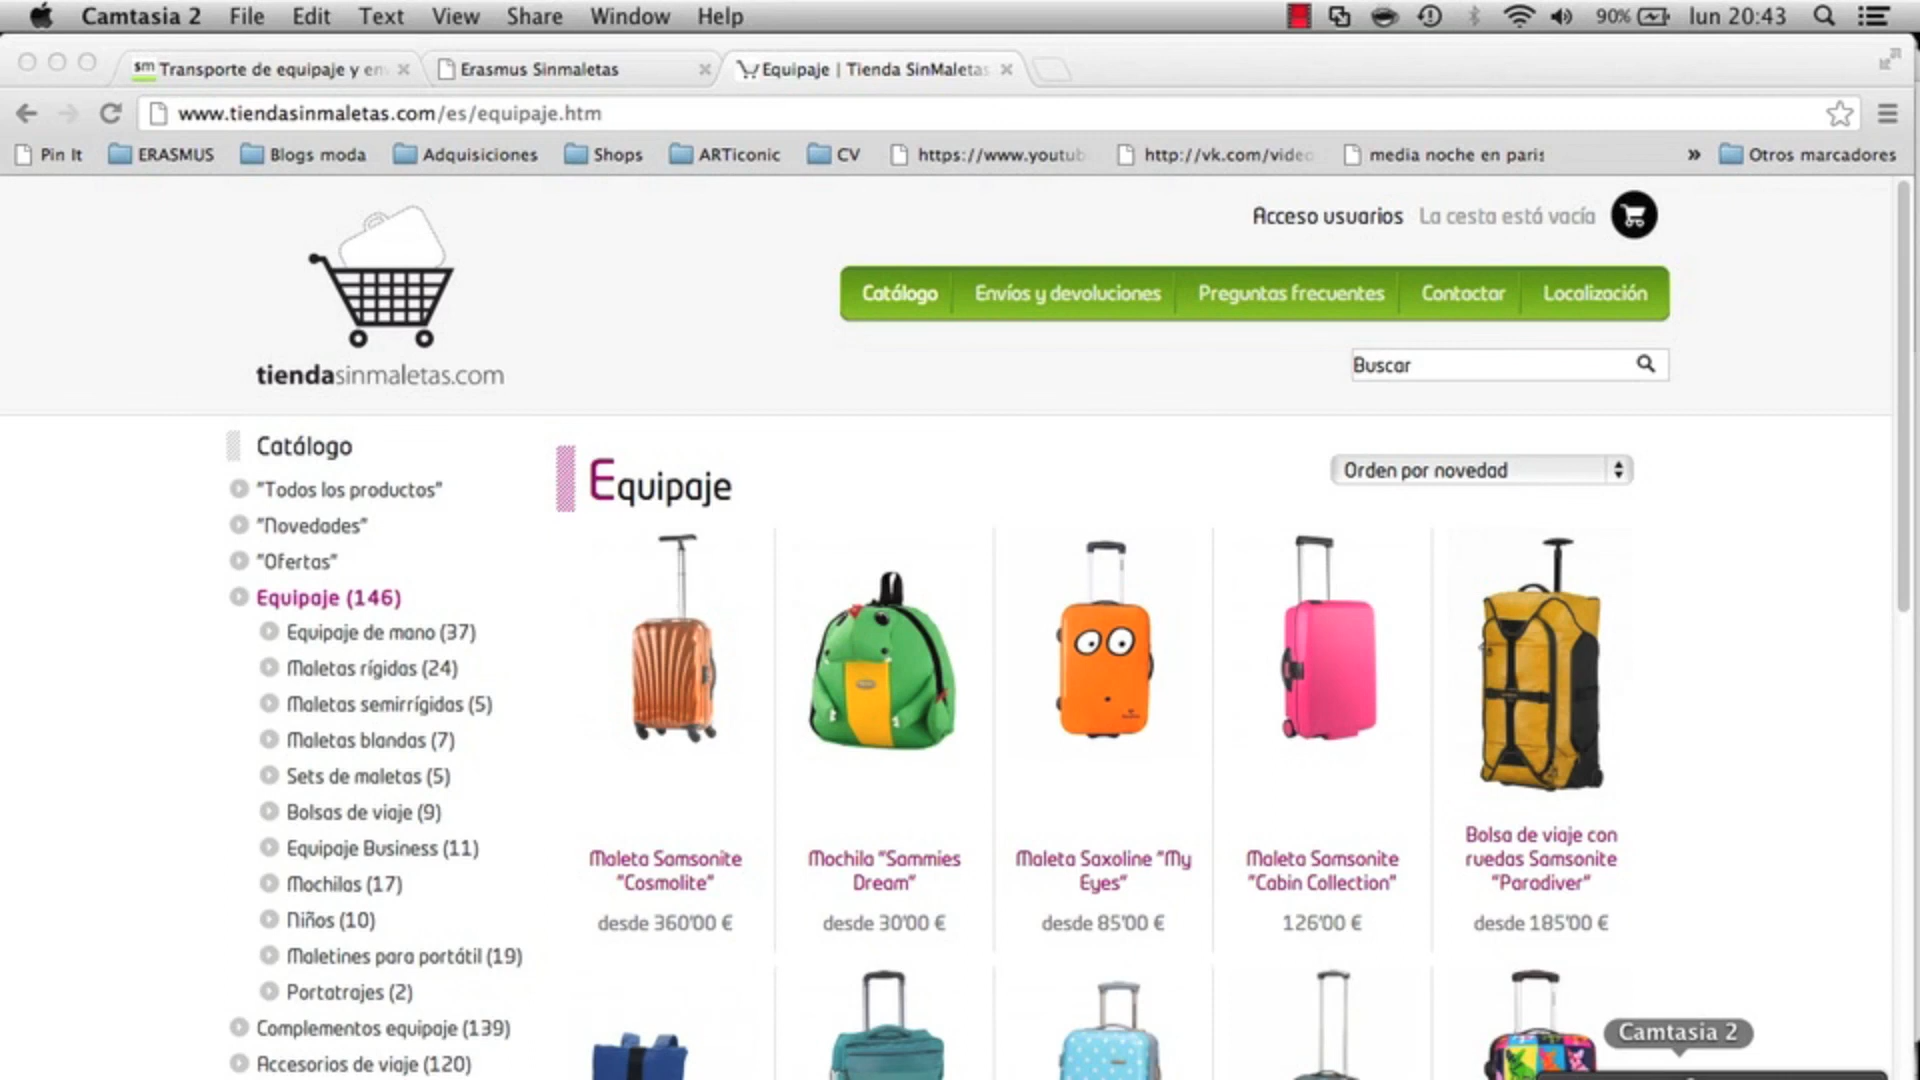 Camtasia 2 File Edit Text View Share Window Help 90% lun 20:43
sm Transporte de equipaje y en Erasmus Sinmaletas Equipaje | Tienda SinMaletas
www.tiendasinmaletas.com/es/equipaje.htm
Pin It ERASMUS Blogs moda Adquisiciones Shops ARTiconic CV https://www.youtub http://vk.com/video media noche en paris » Otros marcadores
Acceso usuarios La cesta está vacía
Catálogo Envíos y devoluciones Preguntas frecuentes Contactar Localización
Buscar
tiendasinmaletas.com
Catálogo
"Todos los productos"
"Novedades"
"Ofertas"
Equipaje (146)
Equipaje de mano (37)
Maletas rígidas (24)
Maletas semirrígidas (5)
Maletas blandas (7)
Sets de maletas (5)
Bolsas de viaje (9)
Equipaje Business (11)
Mochilas (17)
Niños (10)
Maletines para portátil (19)
Portatrajes (2)
Complementos equipaje (139)
Accesorios de viaje (120)
Equipaje
Orden por novedad
Maleta Samsonite
"Cosmolite"
desde 360'00 €
Mochila "Sammies
Dream"
desde 30'00 €
Maleta Saxoline "My
Eyes"
desde 85'00 €
Maleta Samsonite
"Cabin Collection"
126'00 €
Bolsa de viaje con
ruedas Samsonite
"Paradiver"
desde 185'00 €
Camtasia 2